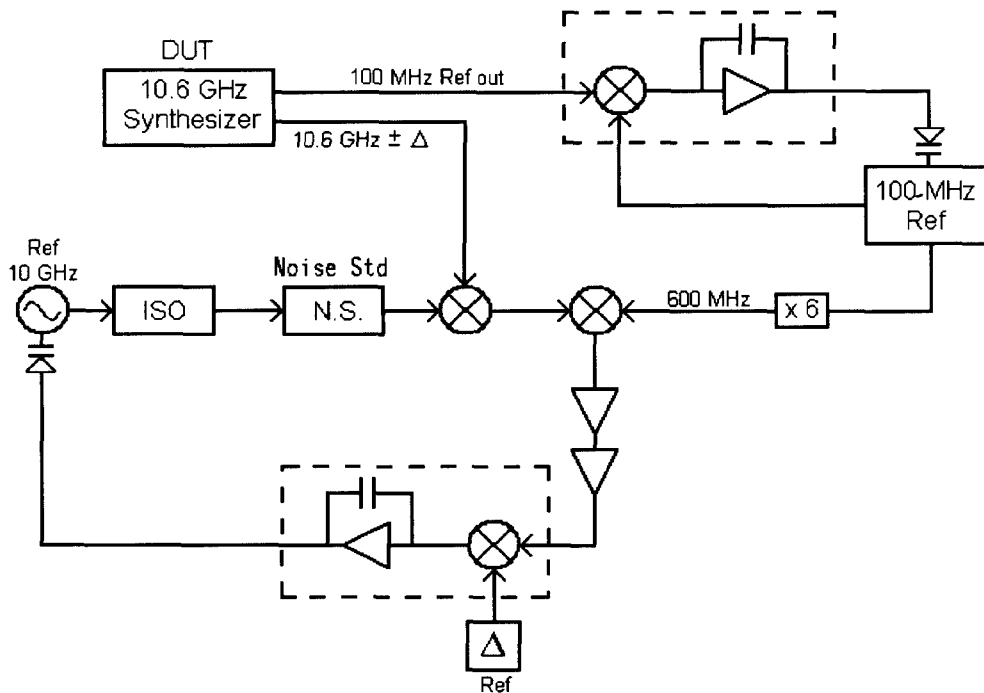 DUT
10.6 GHz
Synthesizer
100 MHz Ref out
10.6 GHz ± Δ
100-MHz
Ref
Ref
10 GHz
ISO
Noise Std
N.S.
600 MHz
x 6
Δ
Ref